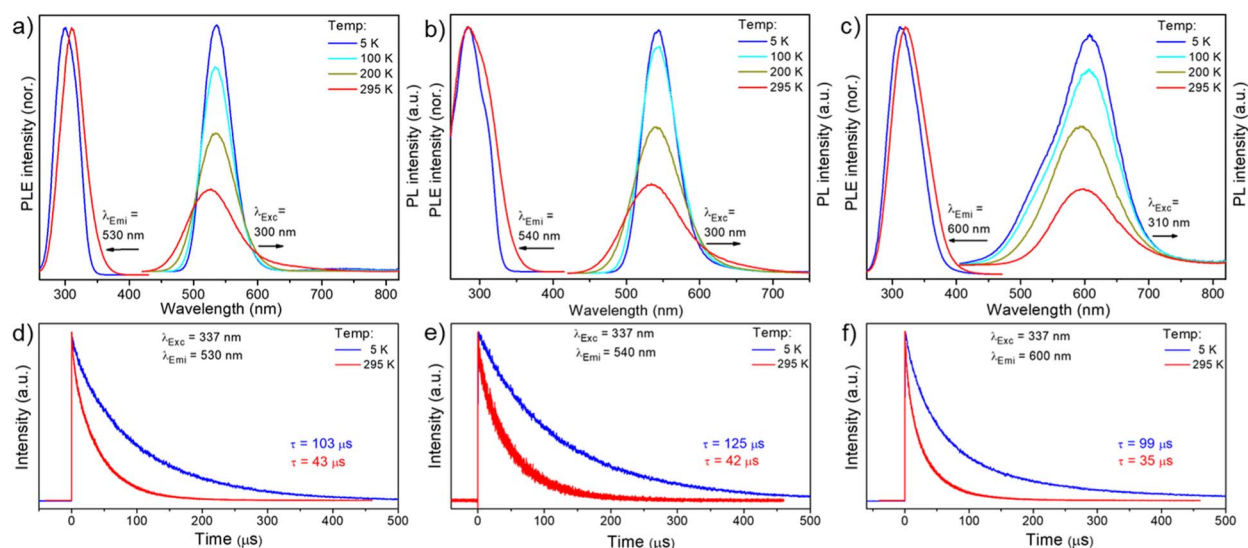 a)
Temp:
5 K
100 K
200 K
295 K
λEmi =
530 nm
λExc=
300 nm
PLE intensity (nor.)
PL intensity (a.u.)
300 400 500 600 700 800
Wavelength (nm)
b)
Temp:
5 K
100 K
200 K
295 K
λEmi =
540 nm
λExc=
300 nm
PLE intensity (nor.)
PL intensity (a.u.)
300 400 500 600 700
Wavelength (nm)
c)
Temp:
5 K
100 K
200 K
295 K
λEmi =
600 nm
λExc=
310 nm
PLE intensity (nor.)
PL intensity (a.u.)
300 400 500 600 700 800
Wavelength (nm)
d)
λExc = 337 nm
λEmi = 530 nm
Temp:
5 K
295 K
τ = 103 μs
τ = 43 μs
Intensity (a.u.)
0 100 200 300 400 500
Time (μs)
e)
λExc = 337 nm
λEmi = 540 nm
Temp:
5 K
295 K
τ = 125 μs
τ = 42 μs
Intensity (a.u.)
0 100 200 300 400 500
Time (μs)
f)
λExc = 337 nm
λEmi = 600 nm
Temp:
5 K
295 K
τ = 99 μs
τ = 35 μs
Intensity (a.u.)
0 100 200 300 400 500
Time (μs)